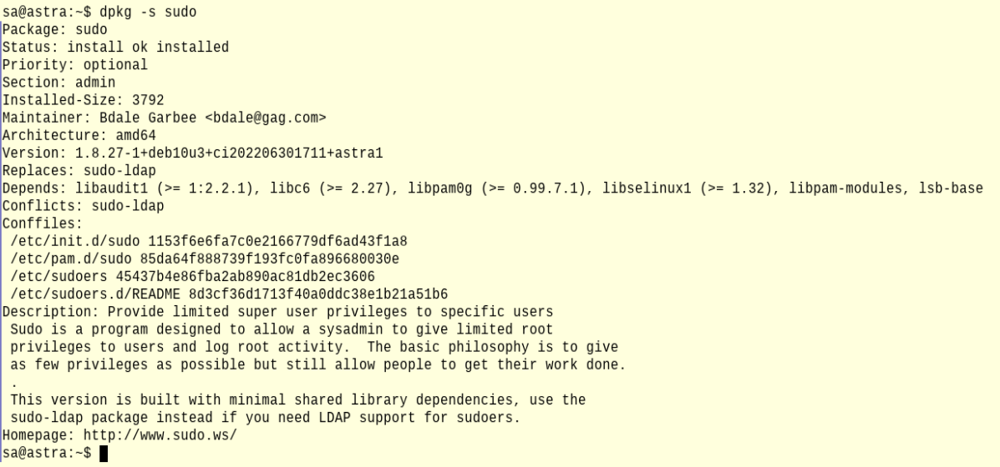 sa@astra:~$ dpkg -s sudo
Package: sudo
Status: install ok installed
Priority: optional
Section: admin
Installed-Size: 3792
Maintainer: Bdale Garbee <bdale@gag.com>
Architecture: amd64
Version: 1.8.27-1+deb10u3+ci202206301711+astra1
Replaces: sudo-ldap
Depends: libaudit1 (>= 1:2.2.1), libc6 (>= 2.27), libpam0g (>= 0.99.7.1), libselinux1 (>= 1.32), libpam-modules, lsb-base
Conflicts: sudo-ldap
Conffiles:
 /etc/init.d/sudo 1153f6e6fa7c0e2166779df6ad43f1a8
 /etc/pam.d/sudo 85da64f888739f193fc0fa896680030e
 /etc/sudoers 45437b4e86fba2ab890ac81db2ec3606
 /etc/sudoers.d/README 8d3cf36d1713f40a0ddc38e1b21a51b6
Description: Provide limited super user privileges to specific users
 Sudo is a program designed to allow a sysadmin to give limited root
 privileges to users and log root activity.  The basic philosophy is to give
 as few privileges as possible but still allow people to get their work done.
 .
 This version is built with minimal shared library dependencies, use the
 sudo-ldap package instead if you need LDAP support for sudoers.
Homepage: http://www.sudo.ws/
sa@astra:~$